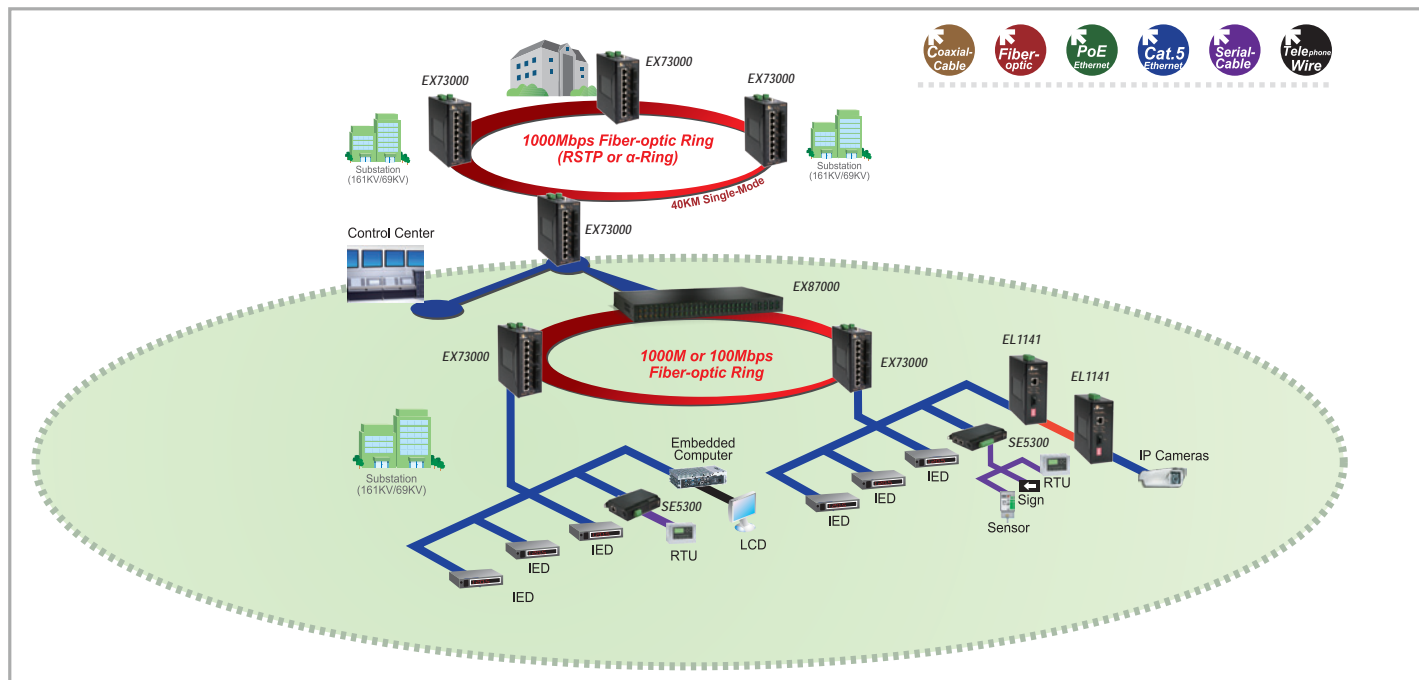 Coaxial-
Cable
Fiber-
optic
PoE
Ethernet
Cat.5
Ethernet
Serial-
Cable
Telephone
Wire
EX73000
EX73000
EX73000
1000Mbps Fiber-optic Ring
(RSTP or α-Ring)
Substation
(161KV/69KV)
Substation
(161KV/69KV)
40KM Single-Mode
EX73000
Control Center
EX87000
EX73000
1000M or 100Mbps
Fiber-optic Ring
EX73000
EL1141
EL1141
Substation
(161KV/69KV)
Embedded
Computer
SE5300
IED
IED
IED
RTU
LCD
SE5300
IED
IED
IED
RTU
Sign
Sensor
IP Cameras